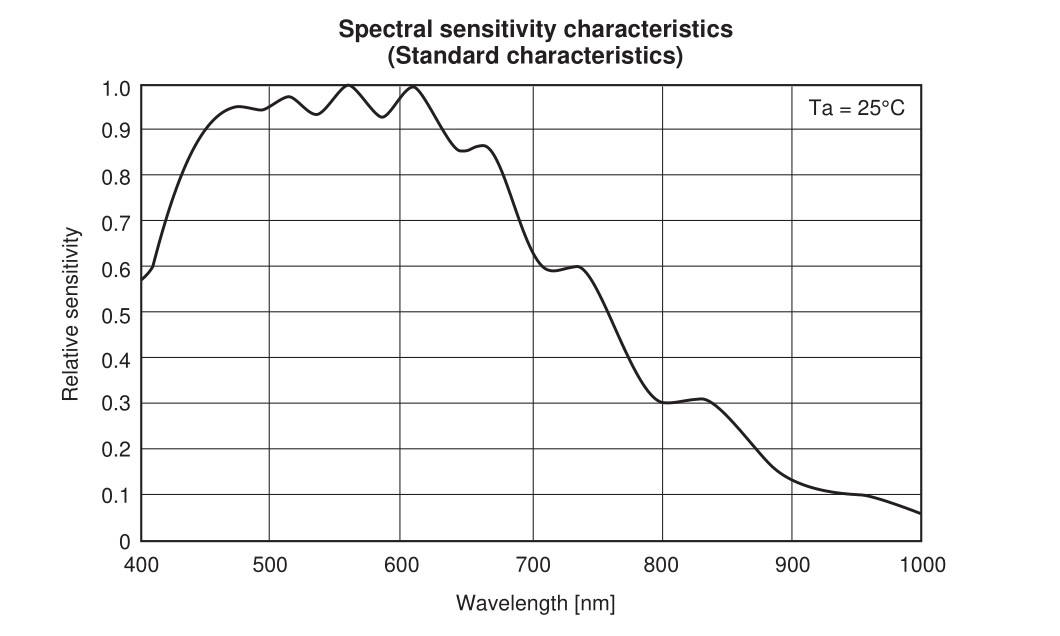 Spectral sensitivity characteristics
(Standard characteristics)
Ta = 25°C
1.0
0.9
0.8
0.7
0.6
0.5
0.4
0.3
0.2
0.1
0
Relative sensitivity
400 500 600 700 800 900 1000
Wavelength [nm]